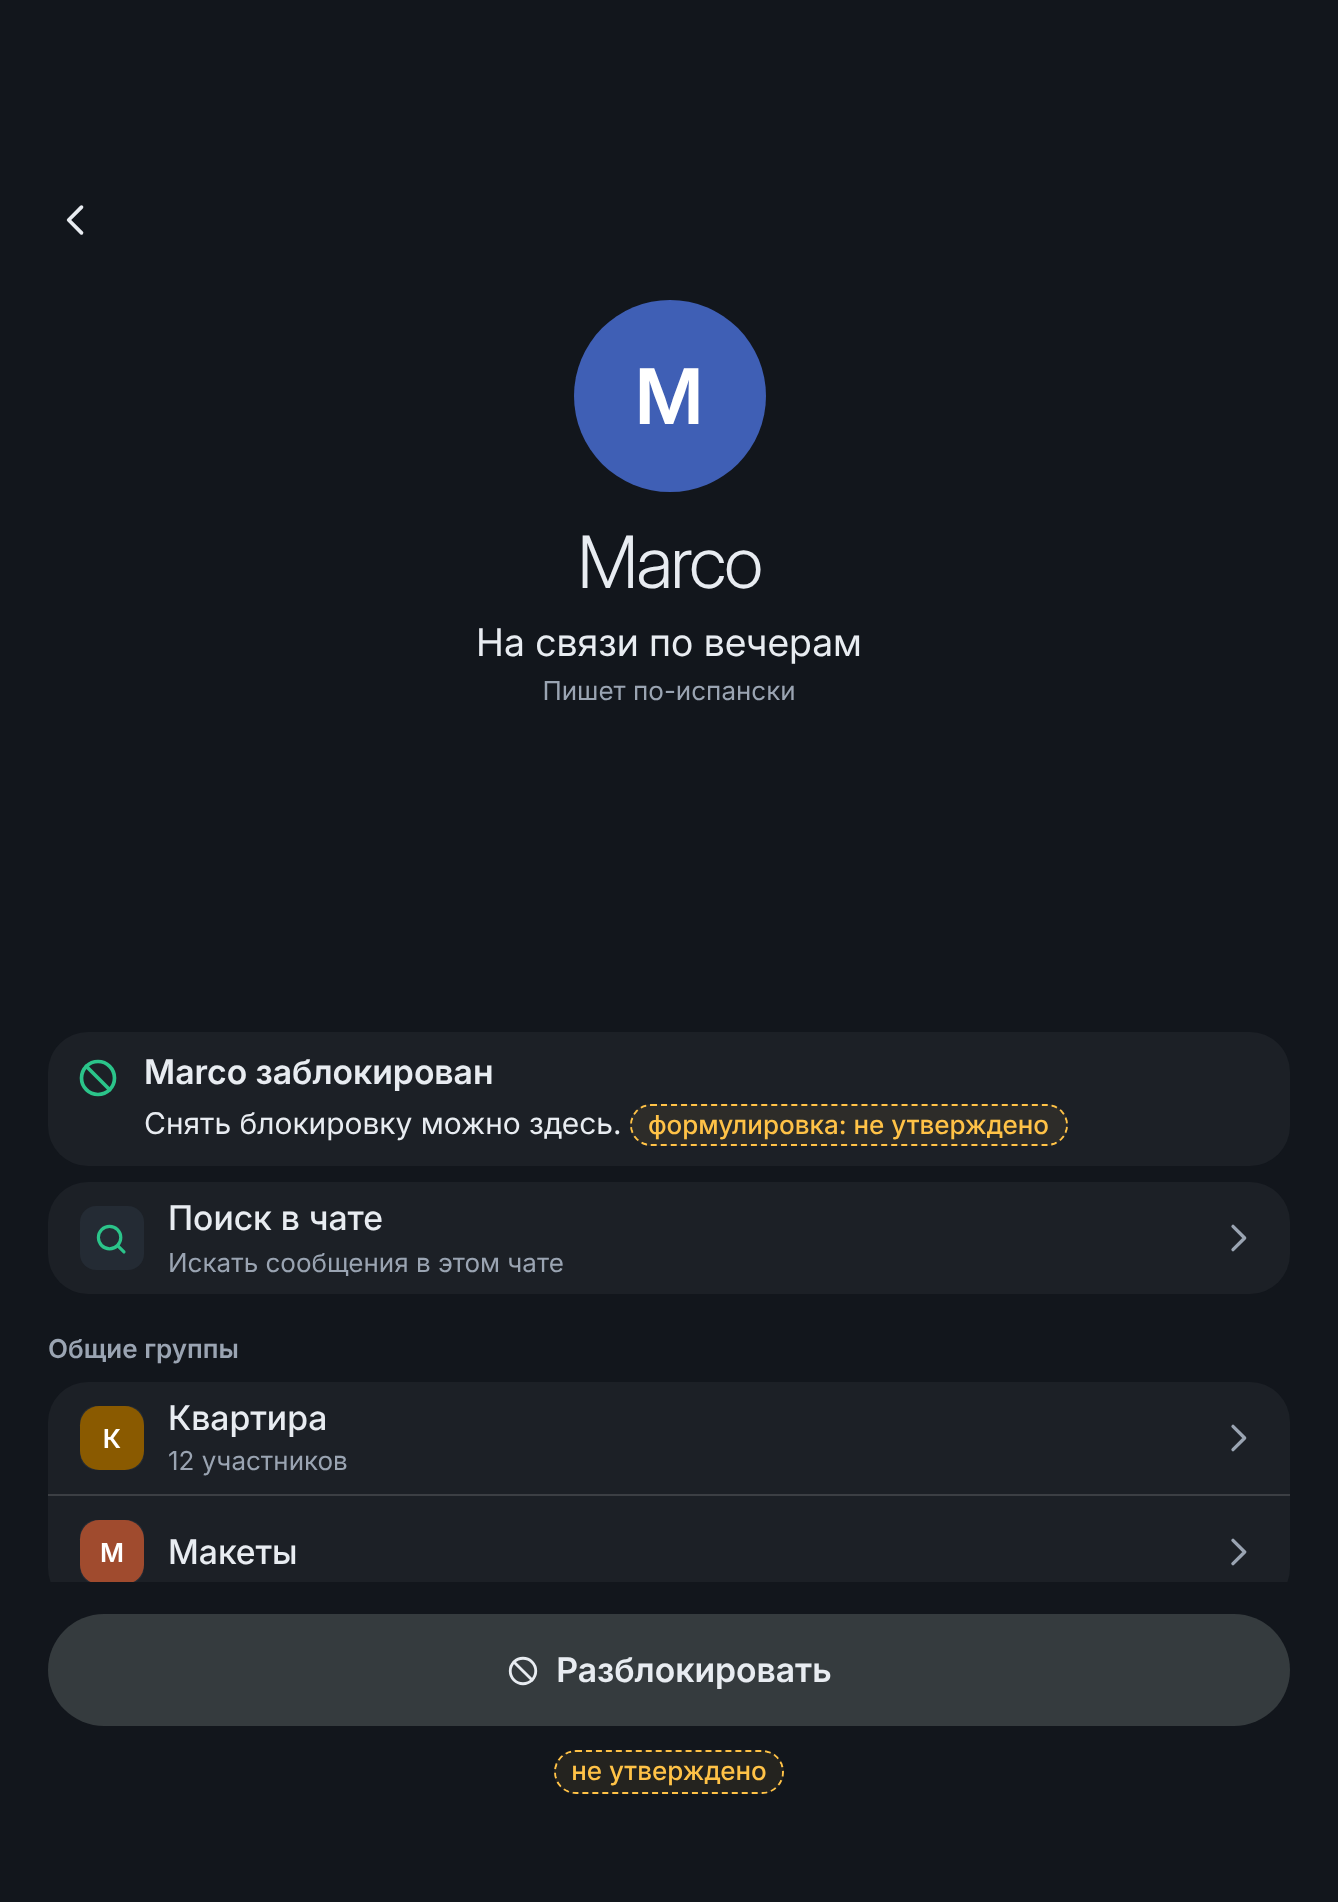 M
Marco
На связи по вечерам
Пишет по-испански
Marco заблокирован
Снять блокировку можно здесь. формулировка: не утверждено
Поиск в чате
Искать сообщения в этом чате
Общие группы
К
Квартира
12 участников
М
Макеты
Разблокировать
не утверждено